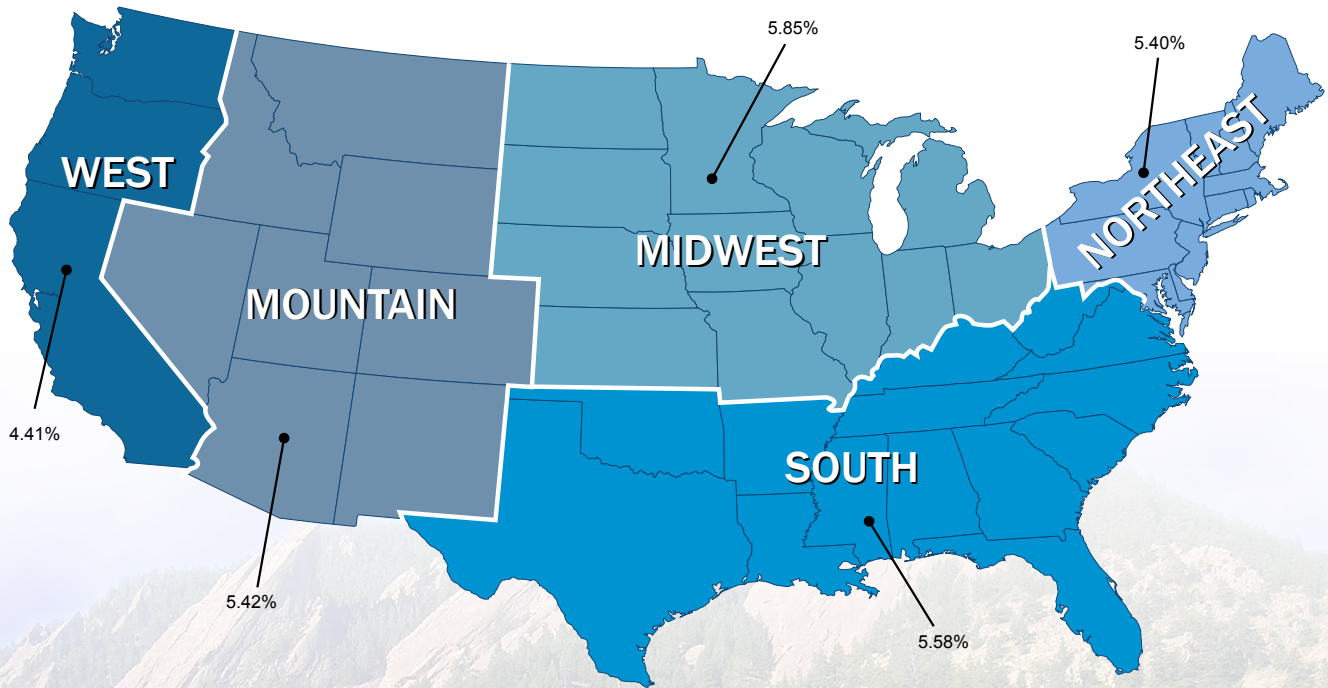 5.85%
5.40%
WEST
NORTHEAST
MIDWEST
MOUNTAIN
4.41%
SOUTH
5.42%
5.58%